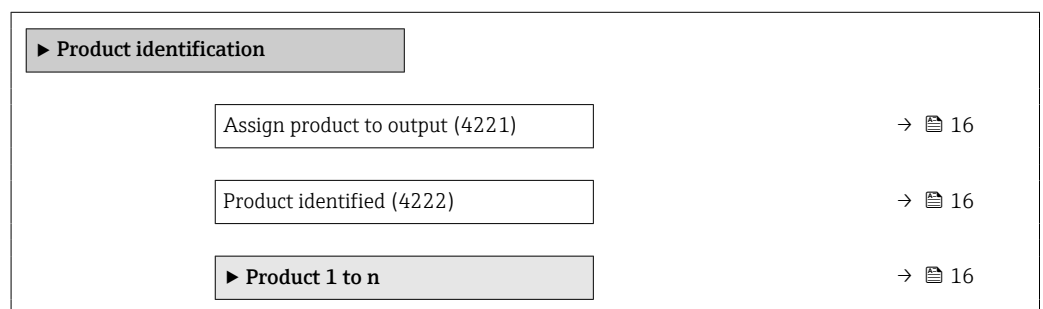 ▶ Product identification
Assign product to output (4221) → 16
Product identified (4222) → 16
▶ Product 1 to n → 16